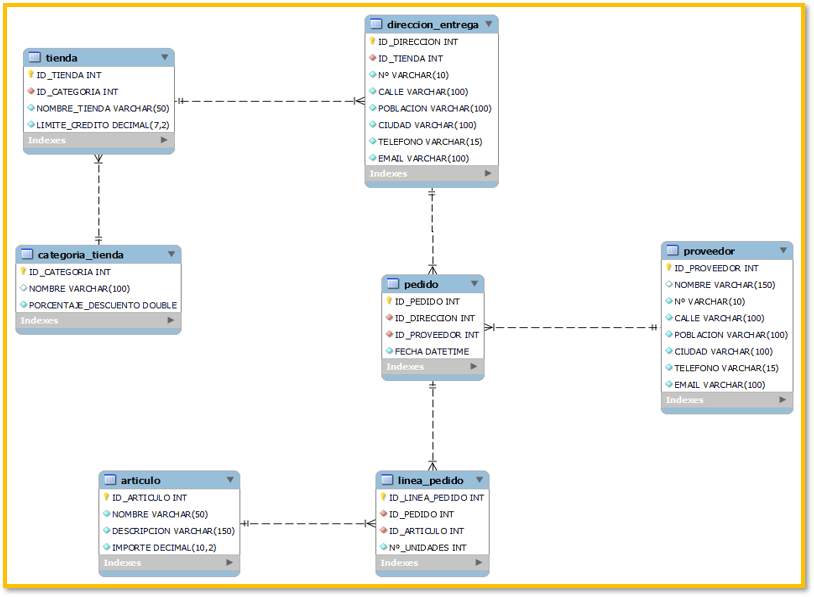 direccion_entrega
ID_DIRECCION INT
ID_TIENDA INT
Nº VARCHAR(10)
CALLE VARCHAR(100)
POBLACION VARCHAR(100)
CIUDAD VARCHAR(100)
TELEFONO VARCHAR(15)
EMAIL VARCHAR(100)
Indexes
tienda
ID_TIENDA INT
ID_CATEGORIA INT
NOMBRE_TIENDA VARCHAR(50)
LIMITE_CREDITO DECIMAL(7,2)
Indexes
categoria_tienda
ID_CATEGORIA INT
NOMBRE VARCHAR(100)
PORCENTAJE_DESCUENTO DOUBLE
Indexes
pedido
ID_PEDIDO INT
ID_DIRECCION INT
ID_PROVEEDOR INT
FECHA DATETIME
Indexes
proveedor
ID_PROVEEDOR INT
NOMBRE VARCHAR(150)
Nº VARCHAR(10)
CALLE VARCHAR(100)
POBLACION VARCHAR(100)
CIUDAD VARCHAR(100)
TELEFONO VARCHAR(15)
EMAIL VARCHAR(100)
Indexes
articulo
ID_ARTICULO INT
NOMBRE VARCHAR(50)
DESCRIPCION VARCHAR(150)
IMPORTE DECIMAL(10,2)
Indexes
linea_pedido
ID_LINEA_PEDIDO INT
ID_PEDIDO INT
ID_ARTICULO INT
Nº_UNIDADES INT
Indexes